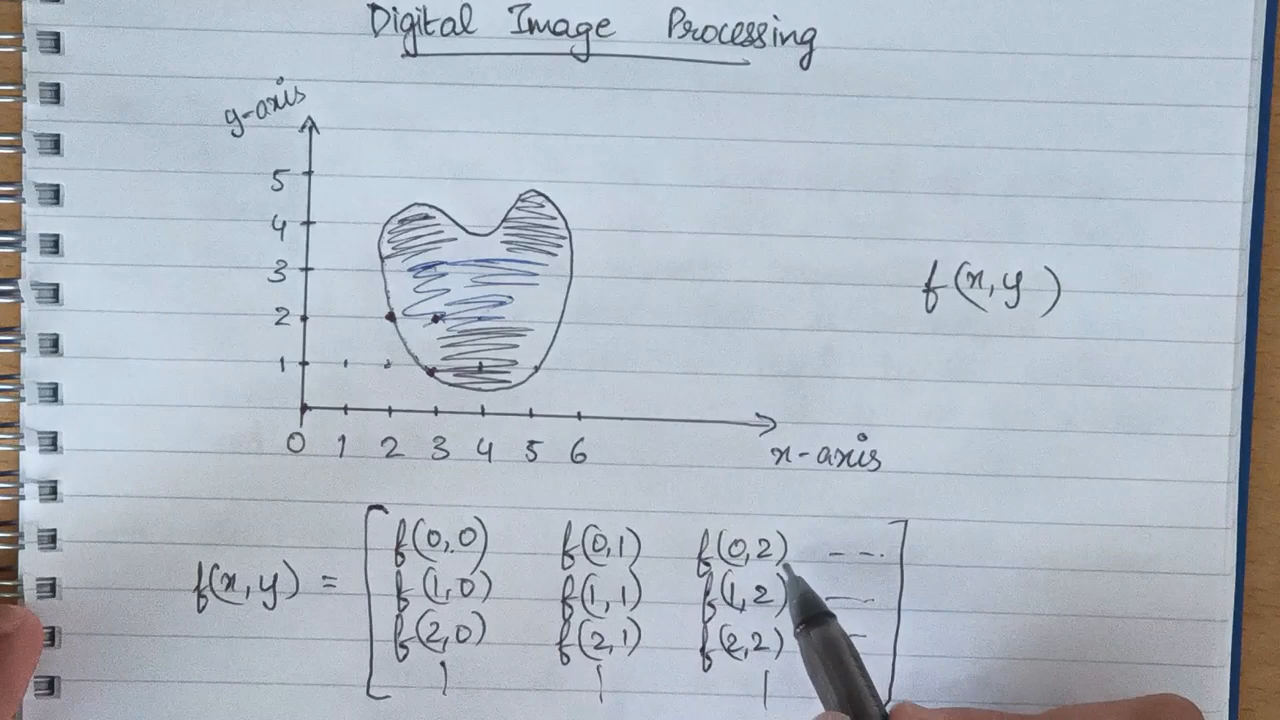 Digital Image Processing
y-axis
5
4
3
2
1
f(x,y)
0 1 2 3 4 5 6
x-axis
f(x,y) = f(0,0) f(0,1) f(0,2) ---
f(1,0) f(1,1) f(1,2) ---
f(2,0) f(2,1) f(2,2) -